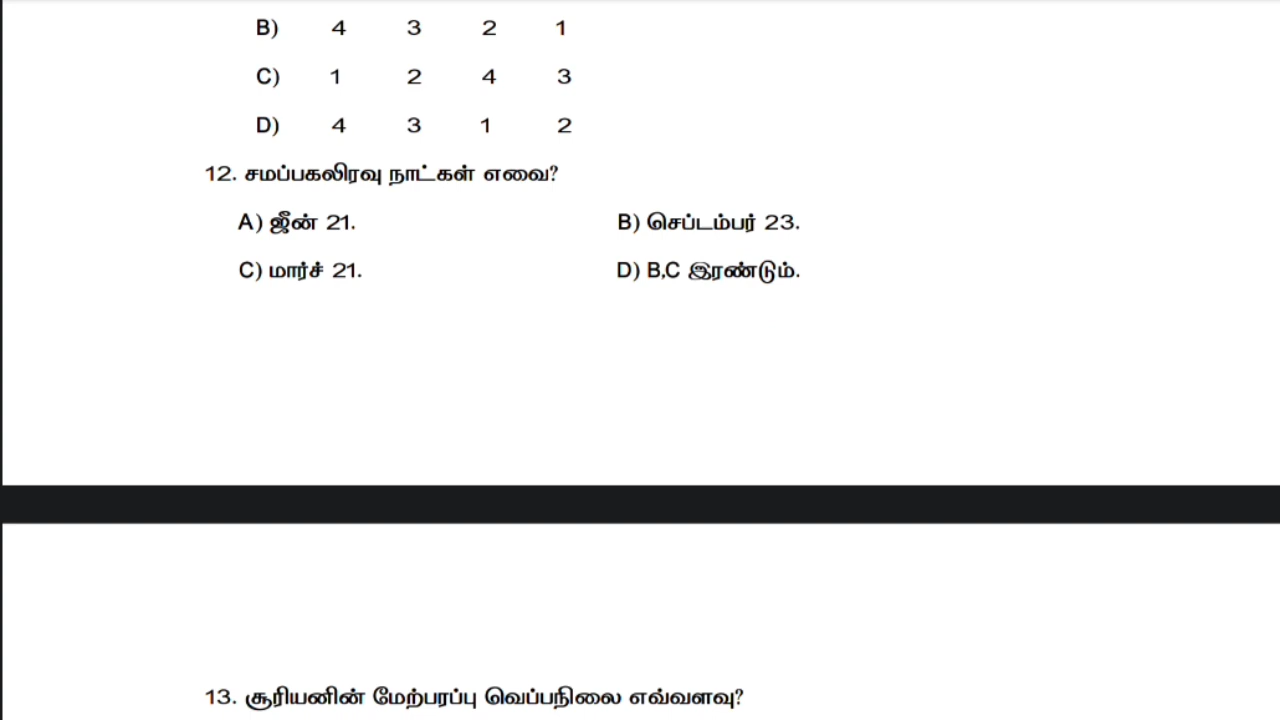 B) 4 3 2 1
C) 1 2 4 3
D) 4 3 1 2
12. சமப்பகலிரவு நாட்கள் எவை?
A) ஜீன் 21. B) செப்டம்பர் 23.
C) மார்ச் 21. D) B,C இரண்டும்.
13. சூரியனின் மேற்பரப்பு வெப்பநிலை எவ்வளவு?